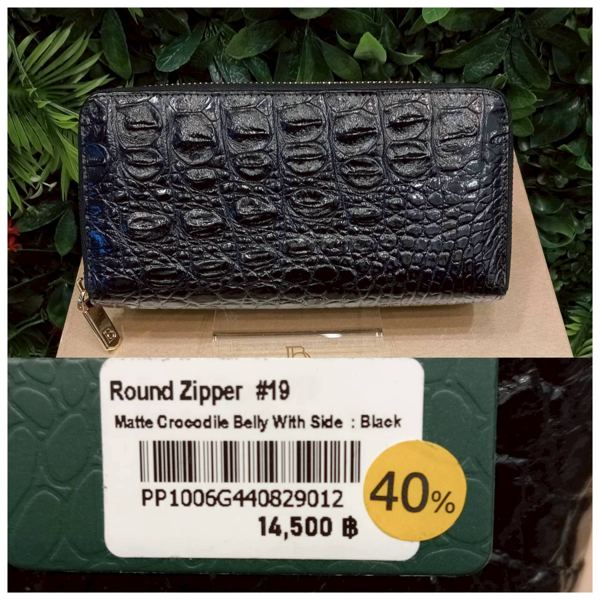 Round Zipper #19
Matte Crocodile Belly With Side : Black
PP1006G440829012
14,500 ฿
40%